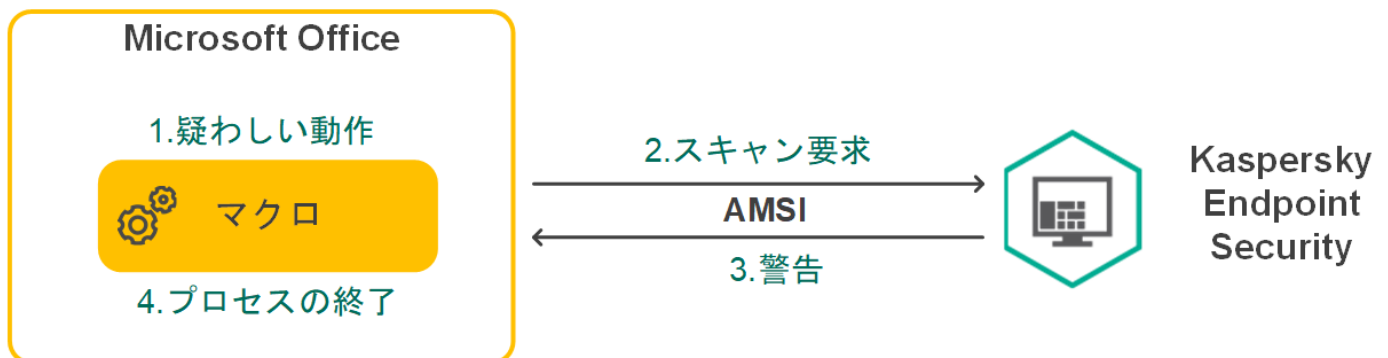 Microsoft Office
1.疑わしい動作
マクロ
4.プロセスの終了
2.スキャン要求
AMSI
3.警告
Kaspersky
Endpoint
Security